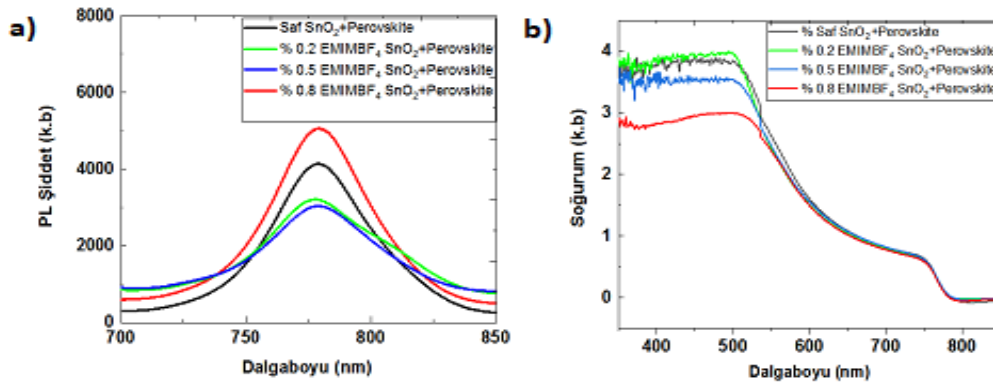 a)
Saf SnO2+Perovskite
% 0.2 EMIMBF4 SnO2+Perovskite
% 0.5 EMIMBF4 SnO2+Perovskite
% 0.8 EMIMBF4 SnO2+Perovskite
8000
6000
4000
2000
0
PL Şiddet (k.b)
700
750
800
850
Dalgaboyu (nm)
b)
% Saf SnO2+Perovskite
% 0.2 EMIMBF4 SnO2+Perovskite
% 0.5 EMIMBF4 SnO2+Perovskite
% 0.8 EMIMBF4 SnO2+Perovskite
4
3
2
1
0
Soğurum (k.b)
400
500
600
700
800
Dalgaboyu (nm)